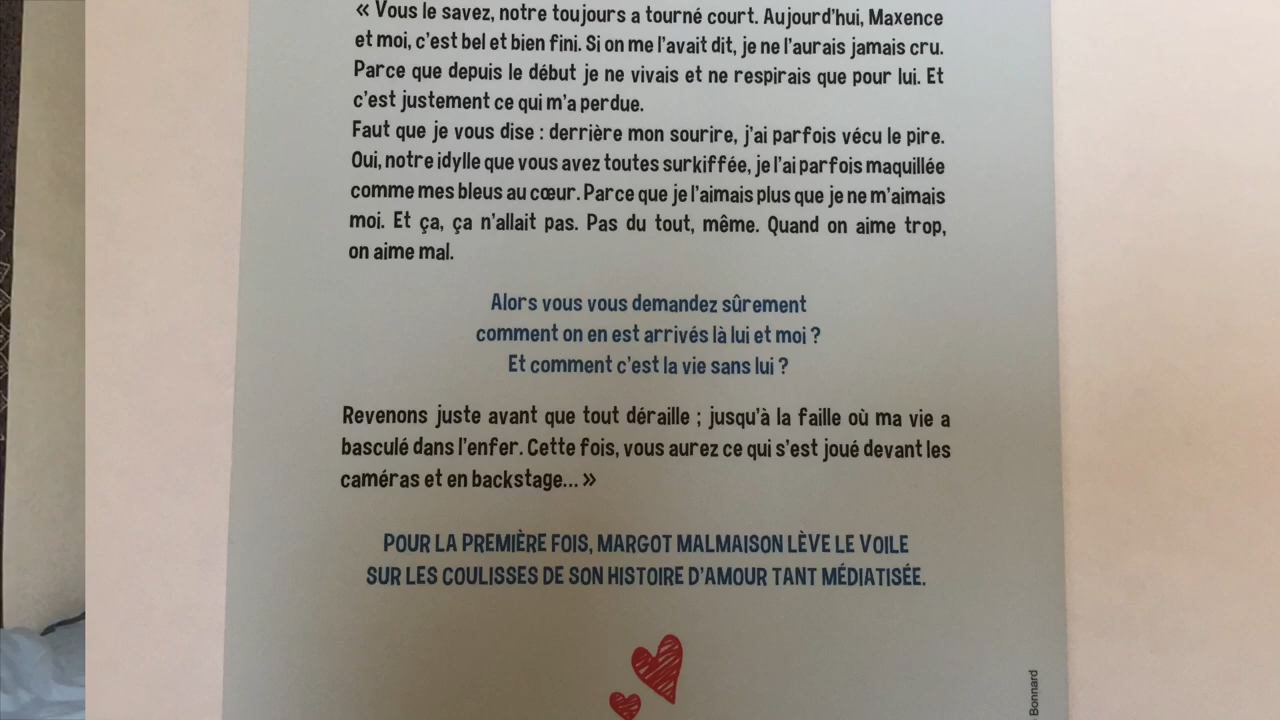 « Vous le savez, notre toujours a tourné court. Aujourd'hui, Maxence
et moi, c'est bel et bien fini. Si on me l'avait dit, je ne l'aurais jamais cru.
Parce que depuis le début je ne vivais et ne respirais que pour lui. Et
c'est justement ce qui m'a perdue.
Faut que je vous dise : derrière mon sourire, j'ai parfois vécu le pire.
Oui, notre idylle que vous avez toutes surkiffée, je l'ai parfois maquillée
comme mes bleus au cœur. Parce que je l'aimais plus que je ne m'aimais
moi. Et ça, ça n'allait pas. Pas du tout, même. Quand on aime trop,
on aime mal.
Alors vous vous demandez sûrement
comment on en est arrivés là lui et moi ?
Et comment c'est la vie sans lui ?
Revenons juste avant que tout déraille ; jusqu'à la faille où ma vie a
basculé dans l'enfer. Cette fois, vous aurez ce qui s'est joué devant les
caméras et en backstage... »
POUR LA PREMIÈRE FOIS, MARGOT MALMAISON LÈVE LE VOILE
SUR LES COULISSES DE SON HISTOIRE D'AMOUR TANT MÉDIATISÉE.
Bonnard